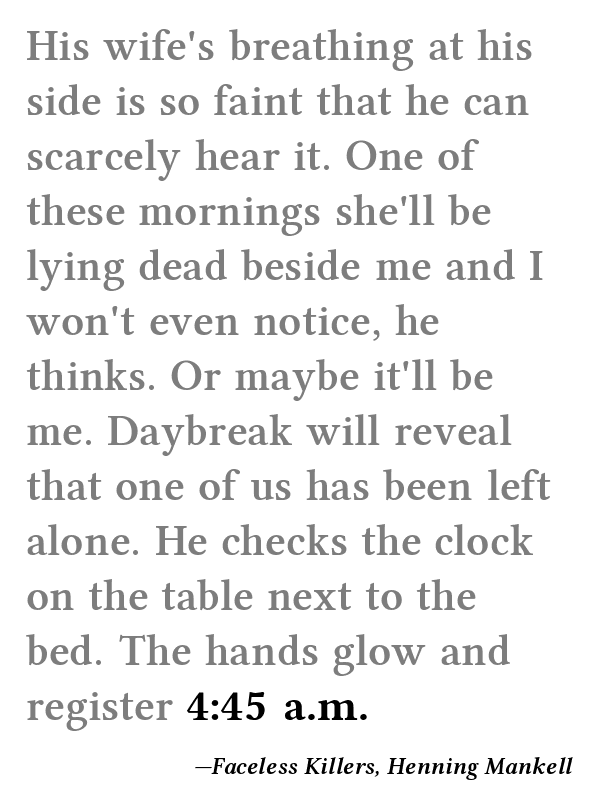 His wife's breathing at his
side is so faint that he can
scarcely hear it. One of
these mornings she'll be
lying dead beside me and I
won't even notice, he
thinks. Or maybe it'll be
me. Daybreak will reveal
that one of us has been left
alone. He checks the clock
on the table next to the
bed. The hands glow and
register 4:45 a.m.
—Faceless Killers, Henning Mankell